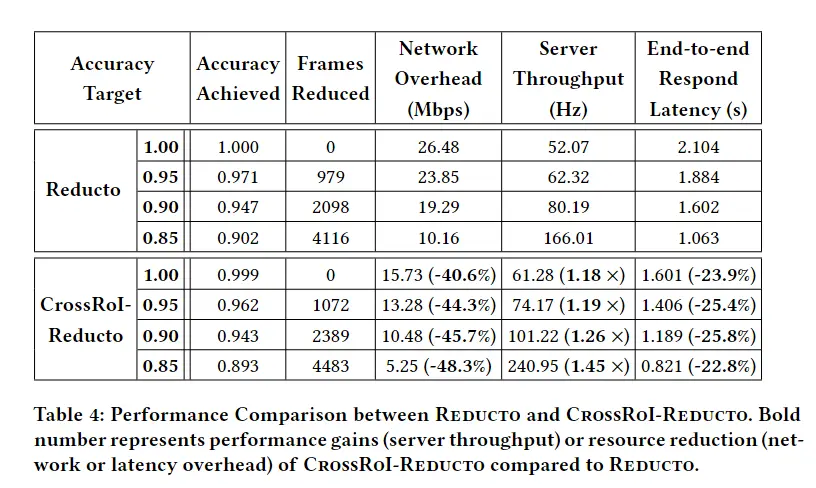 Accuracy Target | Accuracy Achieved | Frames Reduced | Network Overhead (Mbps) | Server Throughput (Hz) | End-to-end Respond Latency (s)
Reducto | 1.00 | 1.000 | 0 | 26.48 | 52.07 | 2.104
0.95 | 0.971 | 979 | 23.85 | 62.32 | 1.884
0.90 | 0.947 | 2098 | 19.29 | 80.19 | 1.602
0.85 | 0.902 | 4116 | 10.16 | 166.01 | 1.063
CrossRoI-Reducto | 1.00 | 0.999 | 0 | 15.73 (-40.6%) | 61.28 (1.18 ×) | 1.601 (-23.9%)
0.95 | 0.962 | 1072 | 13.28 (-44.3%) | 74.17 (1.19 ×) | 1.406 (-25.4%)
0.90 | 0.943 | 2389 | 10.48 (-45.7%) | 101.22 (1.26 ×) | 1.189 (-25.8%)
0.85 | 0.893 | 4483 | 5.25 (-48.3%) | 240.95 (1.45 ×) | 0.821 (-22.8%)
Table 4: Performance Comparison between Reducto and CrossRoI-Reducto. Bold
number represents performance gains (server throughput) or resource reduction (net-
work or latency overhead) of CrossRoI-Reducto compared to Reducto.